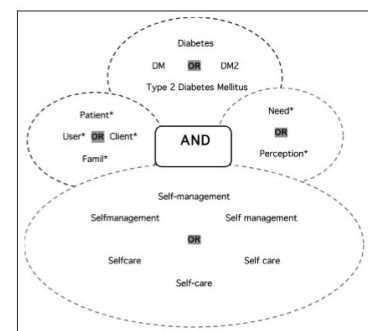 Diabetes
DM OR DM2
Type 2 Diabetes Mellitus
Patient*
User* OR Client*
Famil*
AND
Need*
OR
Perception*
Self-management
Selfmanagement Self management
OR
Selfcare Self care
Self-care